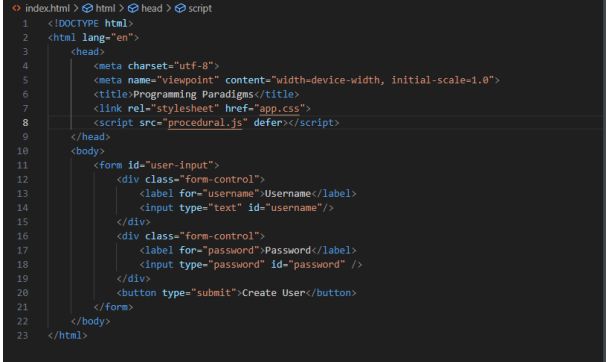 index.html > html > head > script
1 <!DOCTYPE html>
2 <html lang="en">
3 <head>
4 <meta charset="utf-8">
5 <meta name="viewport" content="width=device-width, initial-scale=1.0">
6 <title>Programming Paradigms</title>
7 <link rel="stylesheet" href="app.css">
8 <script src="procedural.js" defer></script>
9 </head>
10 <body>
11 <form id="user-input">
12 <div class="form-control">
13 <label for="username">Username</label>
14 <input type="text" id="username"/>
15 </div>
16 <div class="form-control">
17 <label for="password">Password</label>
18 <input type="password" id="password" />
19 </div>
20 <button type="submit">Create User</button>
21 </form>
22 </body>
23 </html>